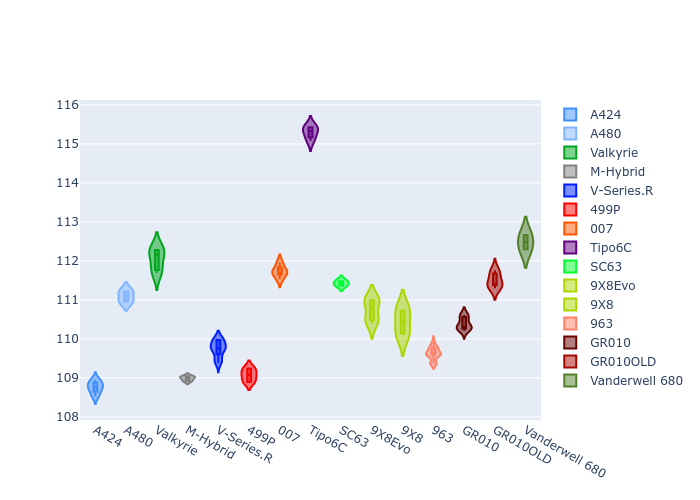 116
115
114
113
112
111
110
109
108
A424
A480
Valkyrie
M-Hybrid
V-Series.R
499P
007
Tipo6C
SC63
9X8Evo
9X8
963
GR010
GR010OLD
Vanderwell 680
A424
A480
Valkyrie
M-Hybrid
V-Series.R
499P
007
Tipo6C
SC63
9X8Evo
9X8
963
GR010
GR010OLD
Vanderwell 680